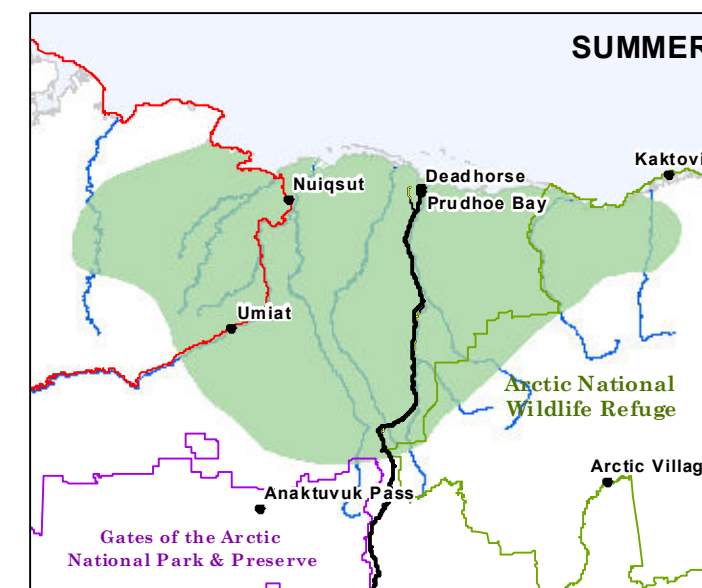 SUMMER
Kaktovi
Deadhorse
Nuiqsut
Prudhoe Bay
Umiat
Arctic National
Wildlife Refuge
Arctic Villag
Anaktuvuk Pass
Gates of the Arctic
National Park & Preserve